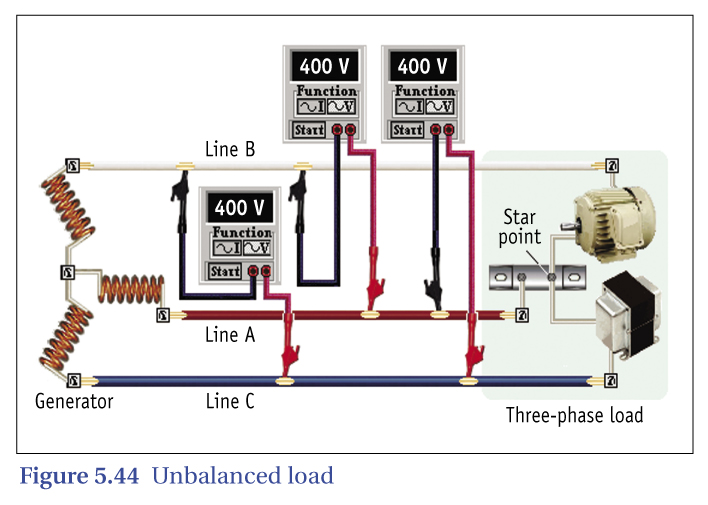 400 V
Function
I V
Start
400 V
Function
I V
Start
Line B
400 V
Function
I V
Start
Star
point
Line A
Generator
Line C
Three-phase load
Figure 5.44 Unbalanced load